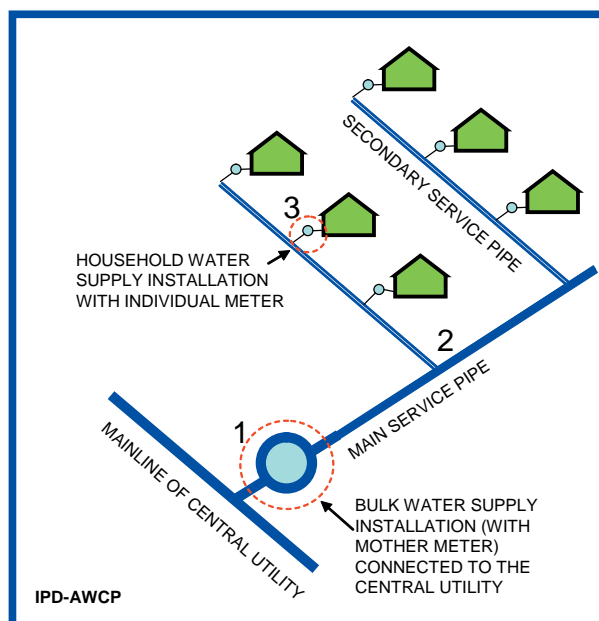 SECONDARY SERVICE PIPE
3
HOUSEHOLD WATER
SUPPLY INSTALLATION
WITH INDIVIDUAL METER
2
MAIN SERVICE PIPE
1
MAINLINE OF CENTRAL UTILITY
BULK WATER SUPPLY
INSTALLATION (WITH
MOTHER METER)
CONNECTED TO THE
CENTRAL UTILITY
IPD-AWCP